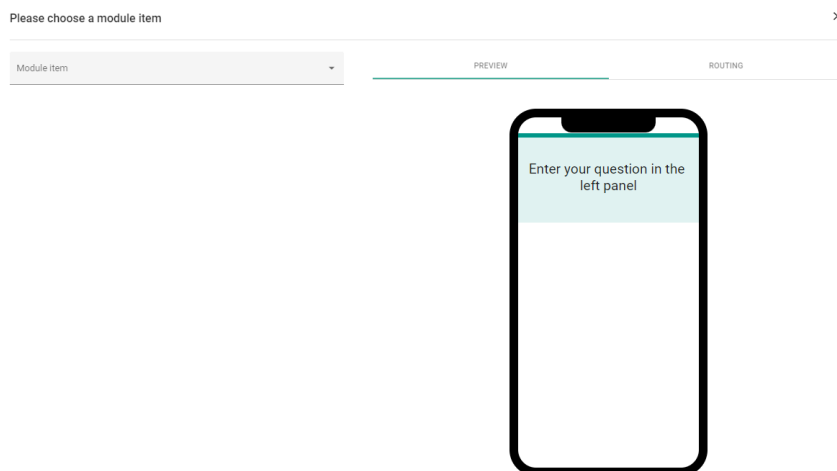 Please choose a module item
Module item
PREVIEW
ROUTING
Enter your question in the
left panel